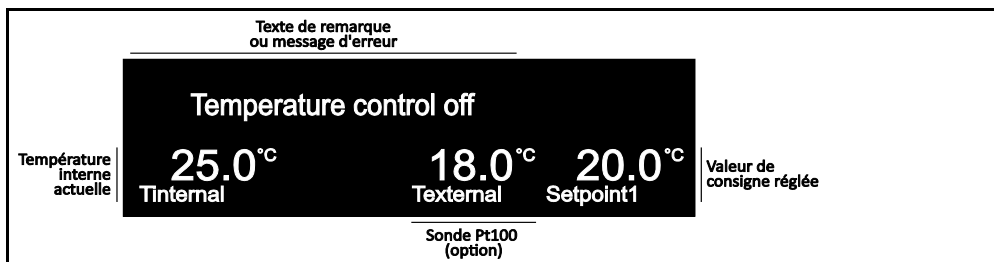 Texte de remarque
ou message d'erreur
Temperature control off
Température
interne
actuelle
25.0°C
18.0°C
20.0°C
Tinternal
Texternal
Setpoint1
Valeur de
consigne réglée
Sonde Pt100
(option)